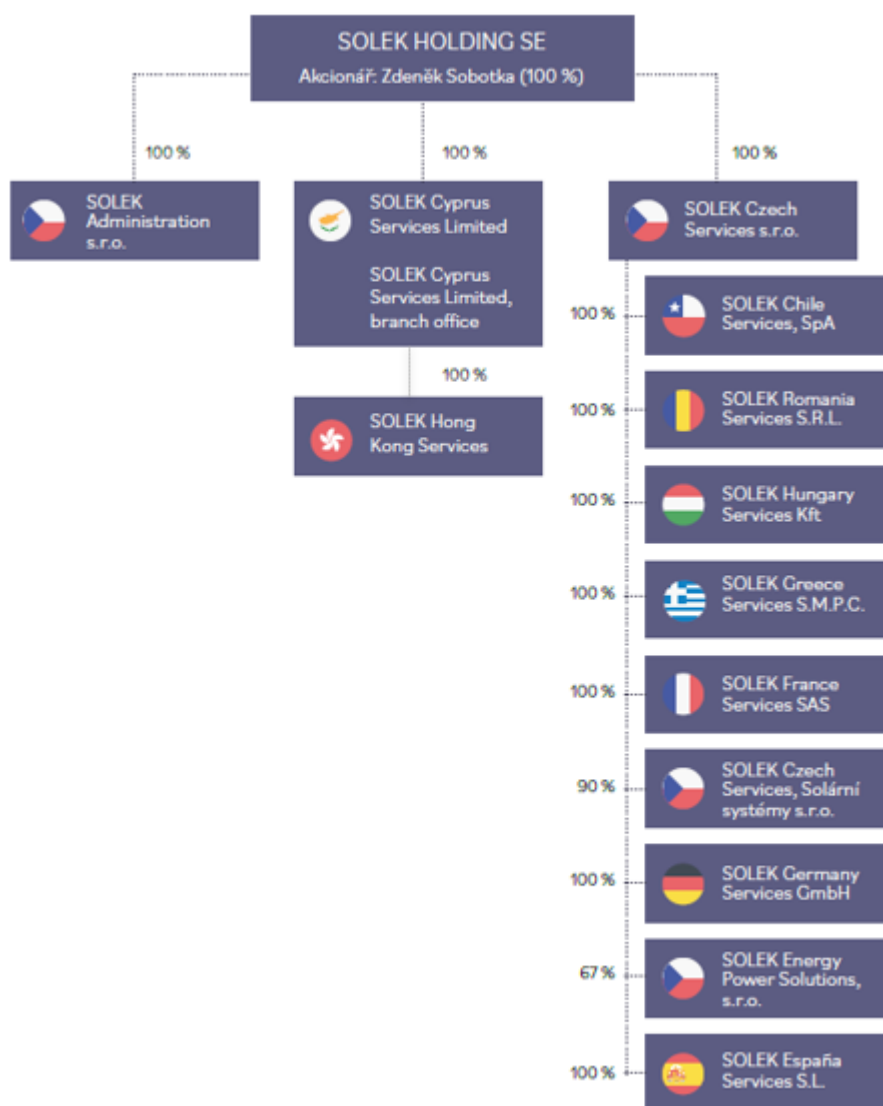 SOLEK HOLDING SE
Akcionář: Zdeněk Sobotka (100 %)
100 %
100 %
100 %
SOLEK
Administration
s.r.o.
SOLEK Cyprus
Services Limited
SOLEK Cyprus
Services Limited,
branch office
SOLEK Czech
Services s.r.o.
100 %
SOLEK Hong
Kong Services
100 %
SOLEK Chile
Services, SpA
100 %
SOLEK Romania
Services S.R.L.
100 %
SOLEK Hungary
Services Kft
100 %
SOLEK Greece
Services S.M.P.C.
100 %
SOLEK France
Services SAS
90 %
SOLEK Czech
Services, Solární
systémy s.r.o.
100 %
SOLEK Germany
Services GmbH
67 %
SOLEK Energy
Power Solutions,
s.r.o.
100 %
SOLEK España
Services S.L.